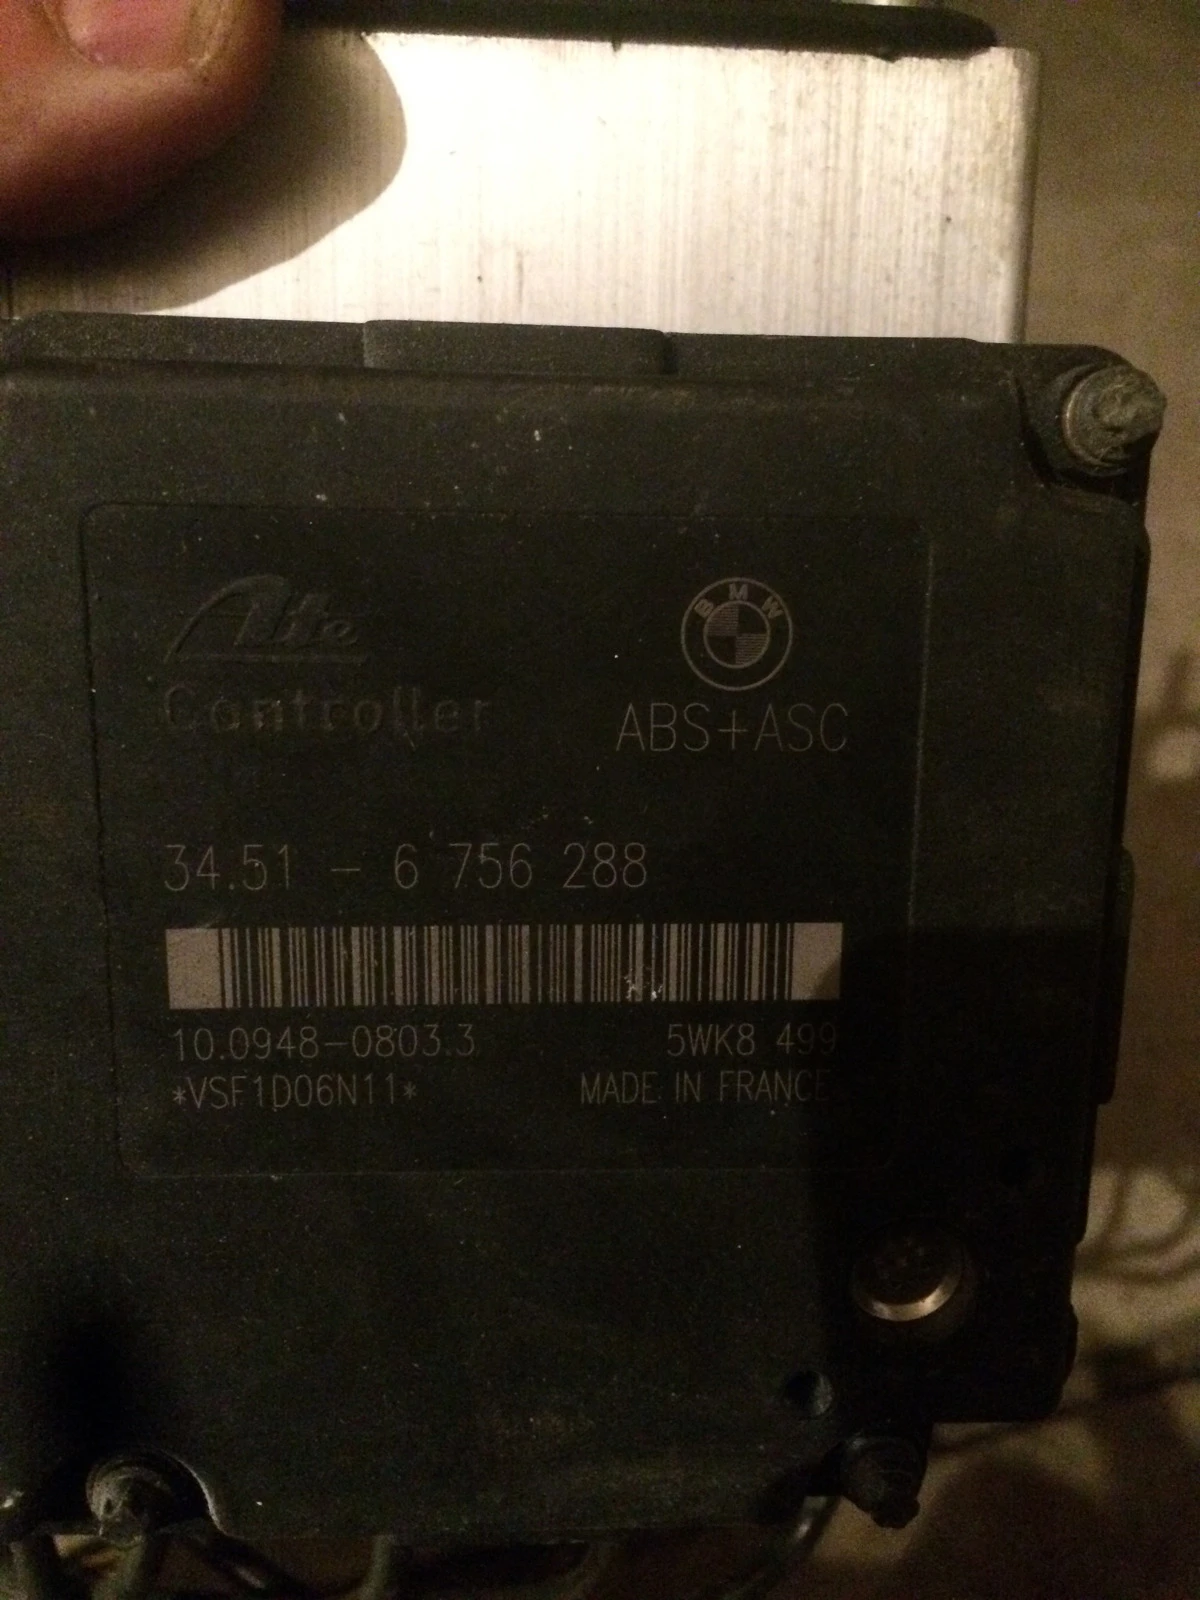 Ate
BMW
Controller
ABS+ASC
34.51 - 6 756 288
10.0948-0803.3 5WK8 499
*VSF1D06N11* MADE IN FRANCE